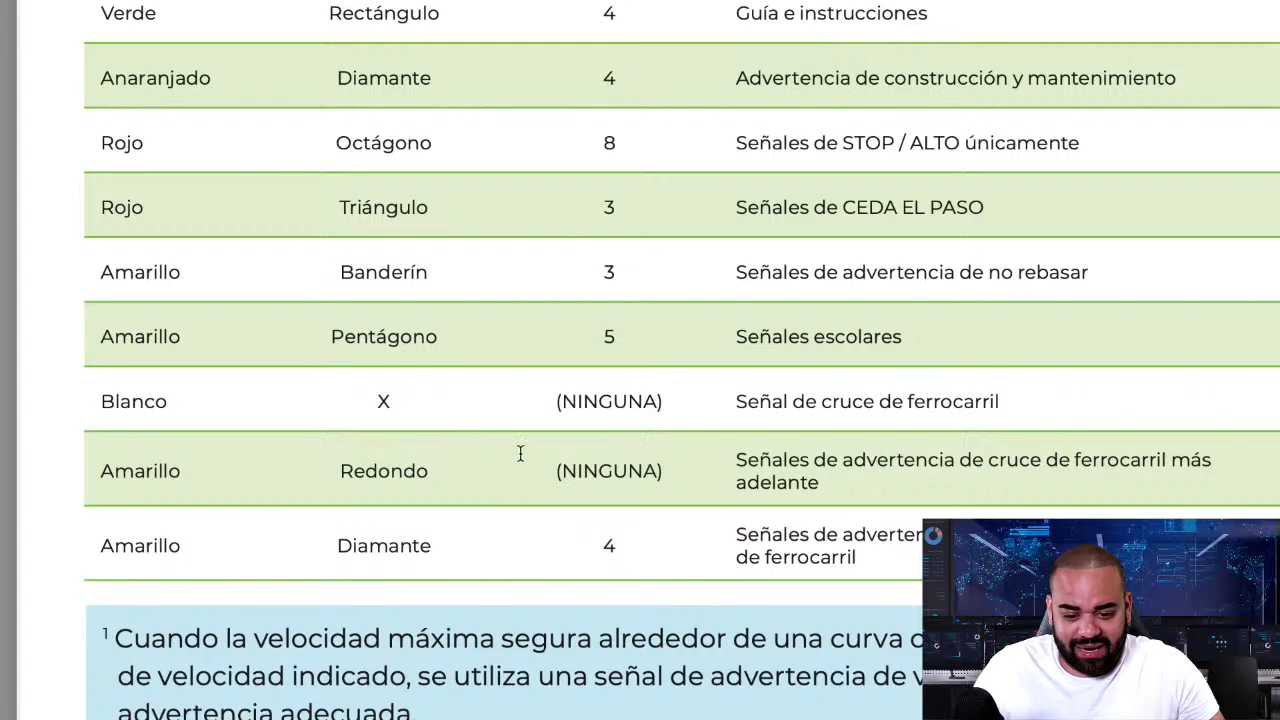 Verde Rectángulo 4 Guía e instrucciones
Anaranjado Diamante 4 Advertencia de construcción y mantenimiento
Rojo Octágono 8 Señales de STOP / ALTO únicamente
Rojo Triángulo 3 Señales de CEDA EL PASO
Amarillo Banderín 3 Señales de advertencia de no rebasar
Amarillo Pentágono 5 Señales escolares
Blanco X (NINGUNA) Señal de cruce de ferrocarril
Amarillo Redondo (NINGUNA) Señales de advertencia de cruce de ferrocarril más
adelante
Amarillo Diamante 4 Señales de
de ferrocarril
1 Cuando la velocidad máxima segura alrededor de una curva
de velocidad indicado, se utiliza una señal de advertencia de
advertencia adecuada.